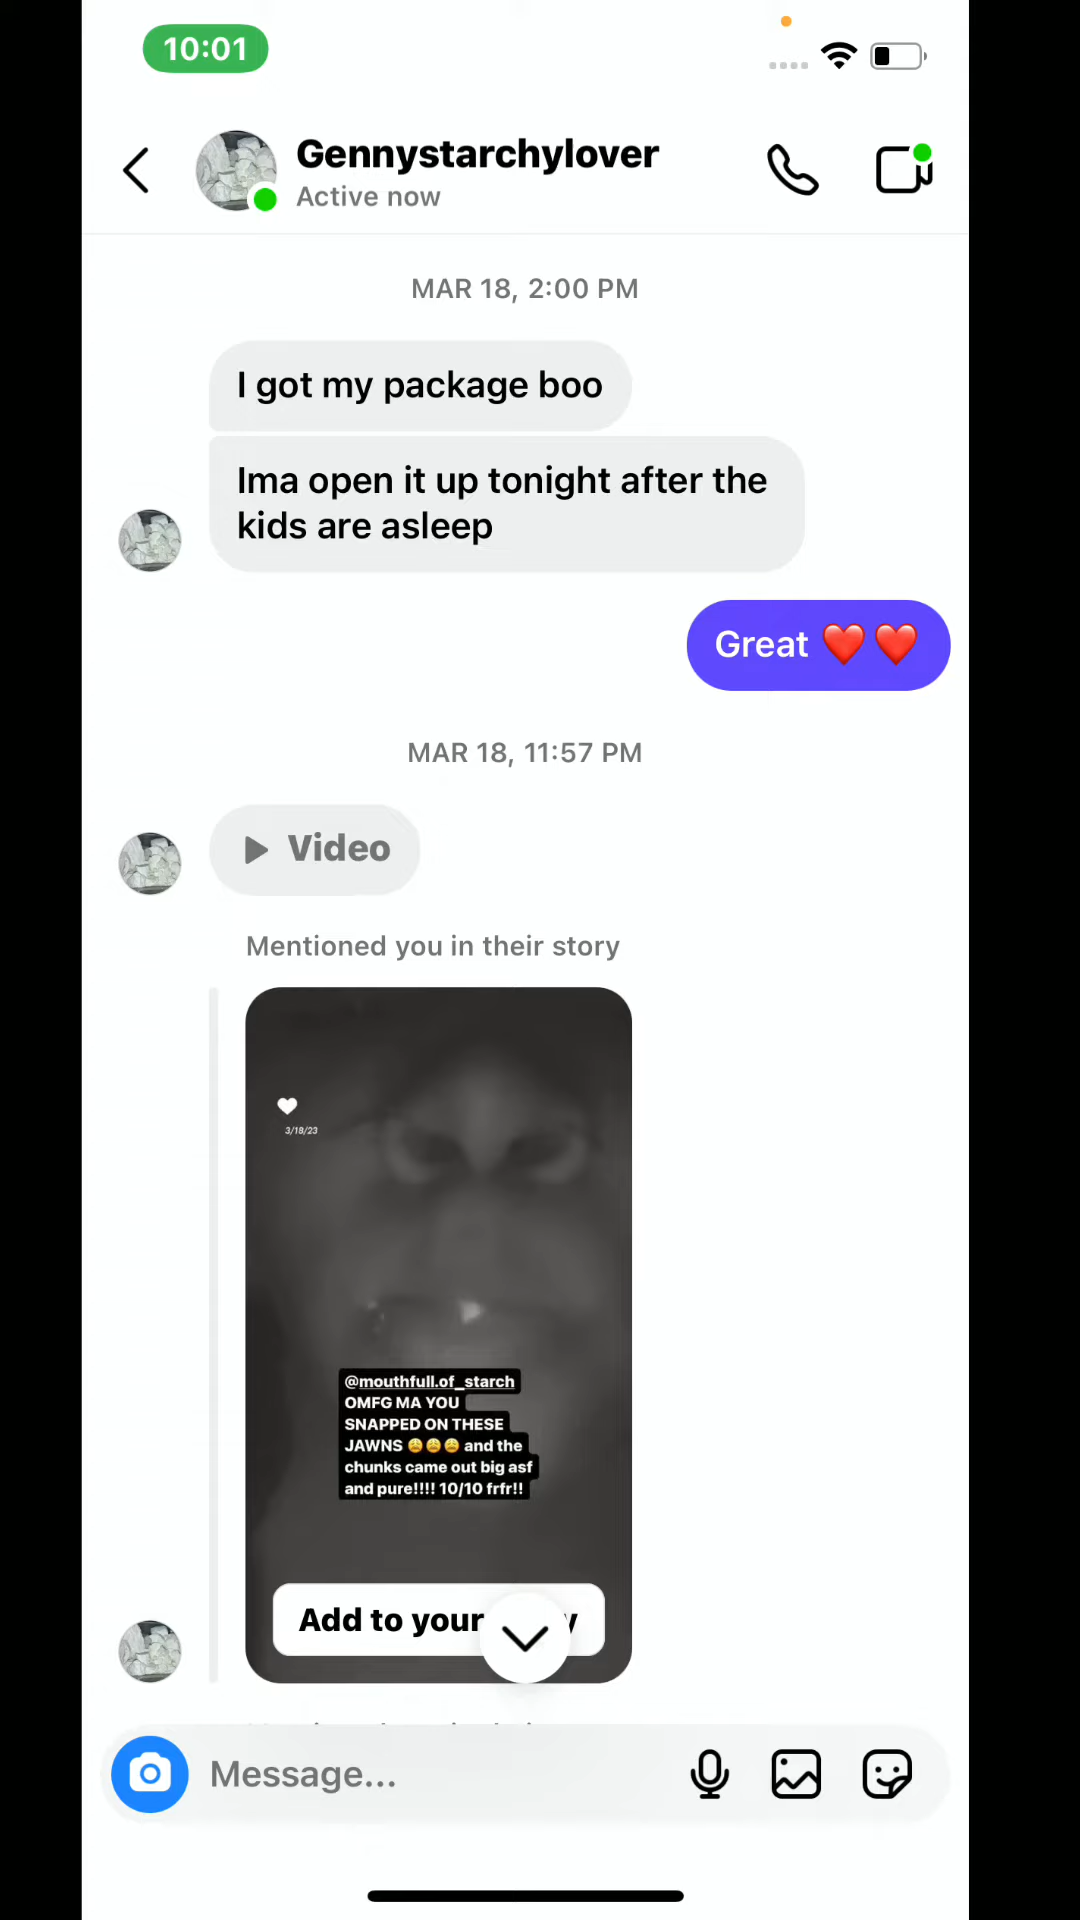 10:01
Gennystarchylover
Active now
MAR 18, 2:00 PM
I got my package boo
Ima open it up tonight after the
kids are asleep
Great ❤️❤️
MAR 18, 11:57 PM
Video
Mentioned you in their story
3/18/23
@mouthfull.of_starch
OMFG MA YOU
SNAPPED ON THESE
JAWNS 😩😩😩 and the
chunks came out big asf
and pure!!!! 10/10 frfr!!
Add to your
Message...